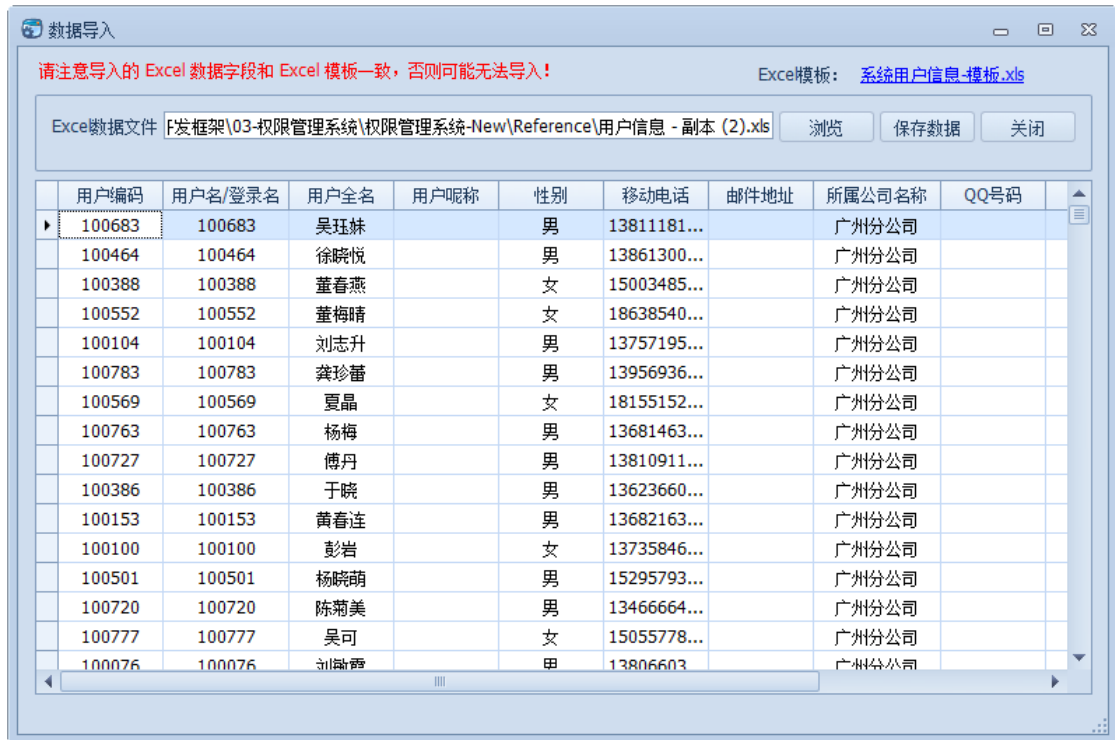 数据导入
请注意导入的 Excel 数据字段和 Excel 模板一致，否则可能无法导入！ Excel模板： 系统用户信息-模板.xls
Excel数据文件 F发框架\03-权限管理系统\权限管理系统-New\Reference\用户信息 - 副本 (2).xls 浏览 保存数据 关闭
用户编码 用户名/登录名 用户全名 用户呢称 性别 移动电话 邮件地址 所属公司名称 QQ号码
100683 100683 吴珏妹 男 13811181... 广州分公司
100464 100464 徐晓悦 男 13861300... 广州分公司
100388 100388 董春燕 女 15003485... 广州分公司
100552 100552 董梅晴 女 18638540... 广州分公司
100104 100104 刘志升 男 13757195... 广州分公司
100783 100783 龚珍蕾 男 13956936... 广州分公司
100569 100569 夏晶 女 18155152... 广州分公司
100763 100763 杨梅 男 13681463... 广州分公司
100727 100727 傅丹 男 13810911... 广州分公司
100386 100386 于晓 男 13623660... 广州分公司
100153 100153 黄春连 男 13682163... 广州分公司
100100 100100 彭岩 女 13735846... 广州分公司
100501 100501 杨晓萌 男 15295793... 广州分公司
100720 100720 陈菊美 男 13466664... 广州分公司
100777 100777 吴可 女 15055778... 广州分公司
100076 100076 刘敏霞 男 13806603... 广州分公司